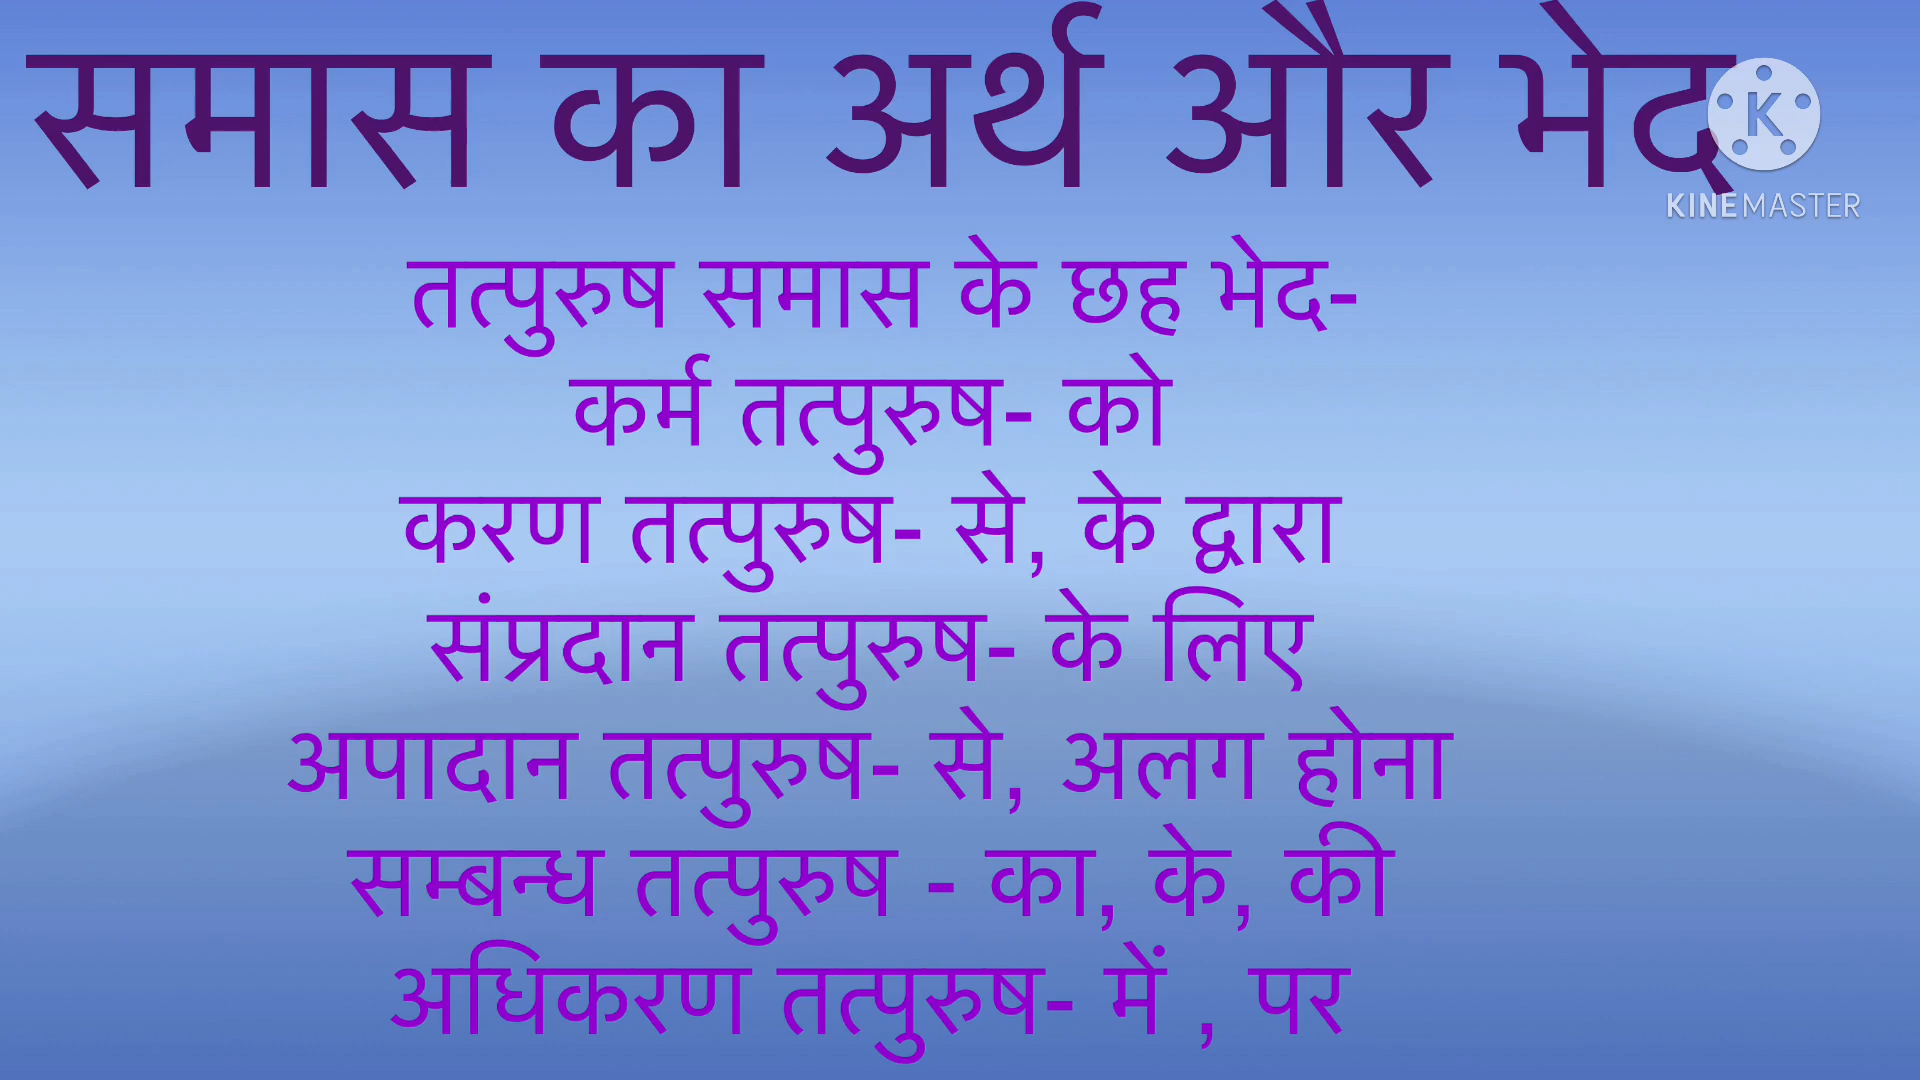 समास का अर्थ और भेद
KINEMASTER
तत्पुरुष समास के छह भेद-
कर्म तत्पुरुष- को
करण तत्पुरुष- से, के द्वारा
संप्रदान तत्पुरुष- के लिए
अपादान तत्पुरुष- से, अलग होना
सम्बन्ध तत्पुरुष - का, के, की
अधिकरण तत्पुरुष- में , पर